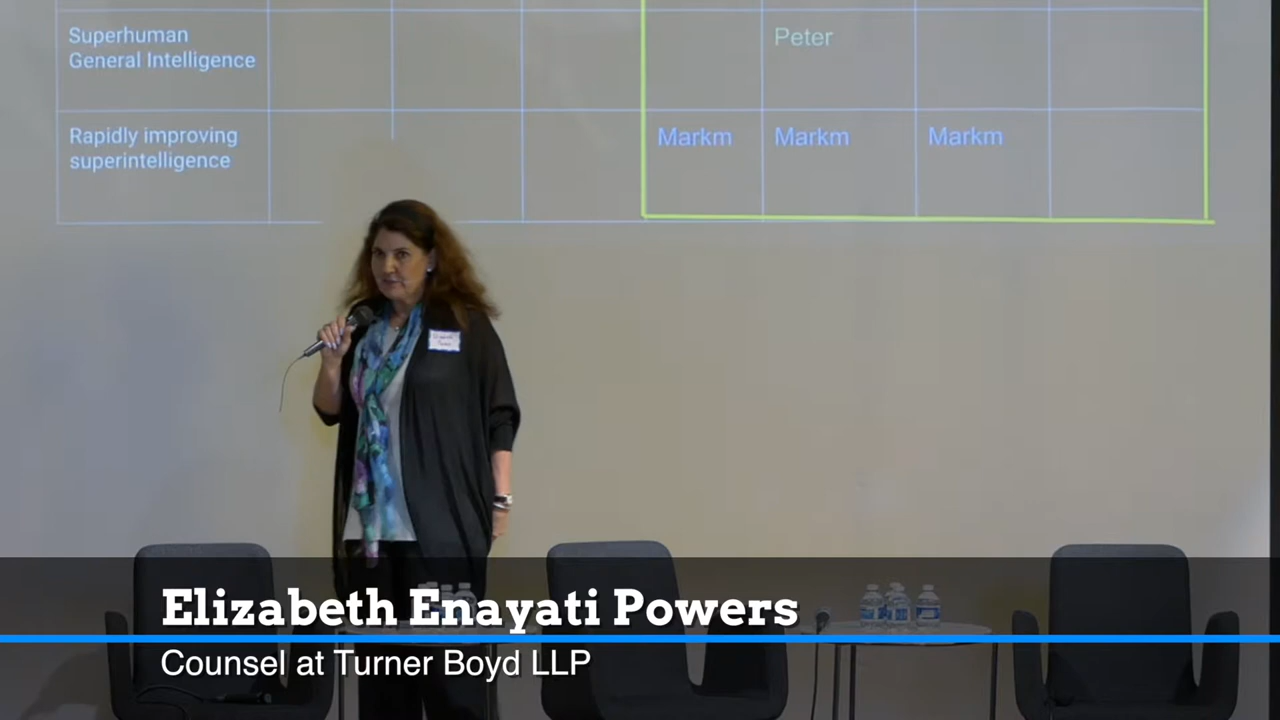 Superhuman
General Intelligence
Peter
Rapidly improving
superintelligence
Markm
Markm
Markm
Elizabeth Enayati Powers
Counsel at Turner Boyd LLP